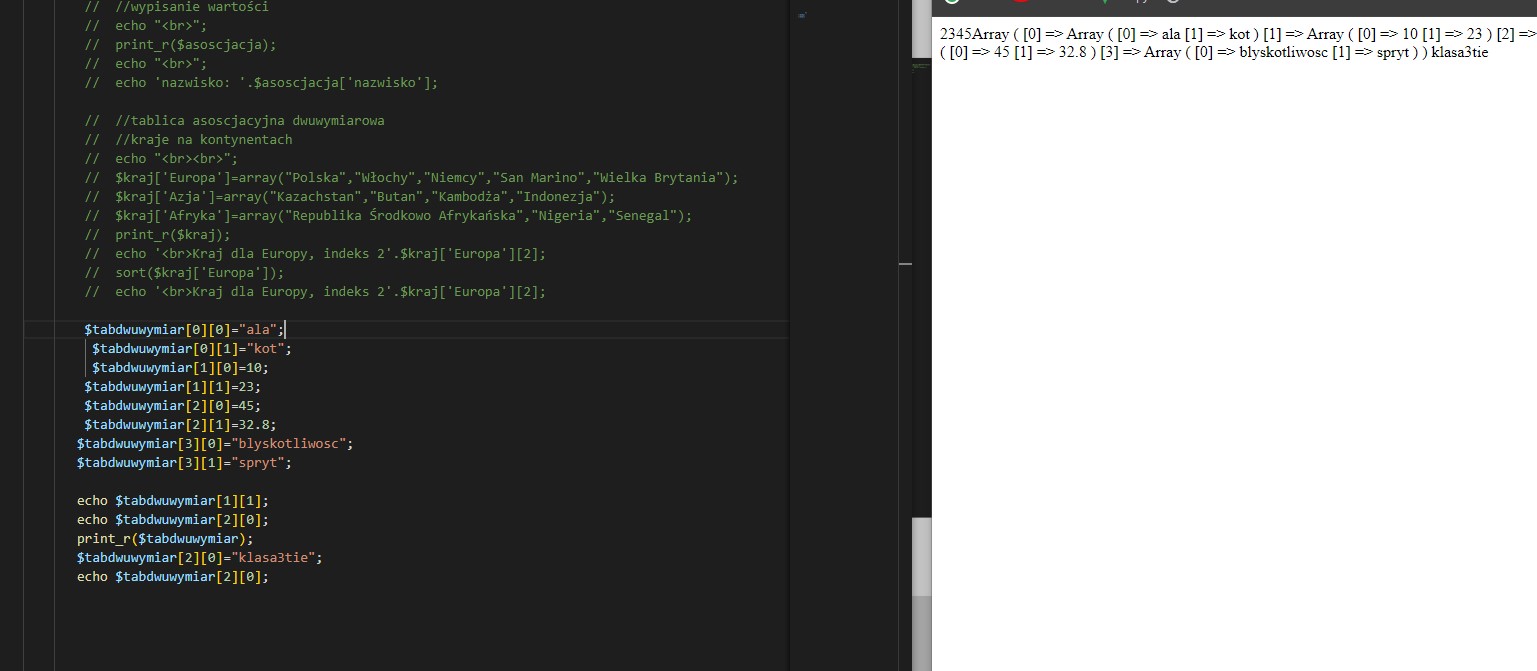 //  //wypisanie wartości
//  echo "<br>";
//  print_r($asoscjacja);
//  echo "<br>";
//  echo 'nazwisko: '.$asoscjacja['nazwisko'];
//  //tablica asoscjacyjna dwuwymiarowa
//  //kraje na kontynentach
//  echo "<br><br>";
//  $kraj['Europa']=array("Polska","Włochy","Niemcy","San Marino","Wielka Brytania");
//  $kraj['Azja']=array("Kazachstan","Butan","Kambodża","Indonezja");
//  $kraj['Afryka']=array("Republika Środkowo Afrykańska","Nigeria","Senegal");
//  print_r($kraj);
//  echo '<br>Kraj dla Europy, indeks 2'.$kraj['Europa'][2];
//  sort($kraj['Europa']);
//  echo '<br>Kraj dla Europy, indeks 2'.$kraj['Europa'][2];
$tabdwuwymiar[0][0]="ala";
$tabdwuwymiar[0][1]="kot";
$tabdwuwymiar[1][0]=10;
$tabdwuwymiar[1][1]=23;
$tabdwuwymiar[2][0]=45;
$tabdwuwymiar[2][1]=32.8;
$tabdwuwymiar[3][0]="blyskotliwosc";
$tabdwuwymiar[3][1]="spryt";
echo $tabdwuwymiar[1][1];
echo $tabdwuwymiar[2][0];
print_r($tabdwuwymiar);
$tabdwuwymiar[2][0]="klasa3tie";
echo $tabdwuwymiar[2][0];
2345Array ( [0] => Array ( [0] => ala [1] => kot ) [1] => Array ( [0] => 10 [1] => 23 ) [2] =>
( [0] => 45 [1] => 32.8 ) [3] => Array ( [0] => blyskotliwosc [1] => spryt ) ) klasa3tie